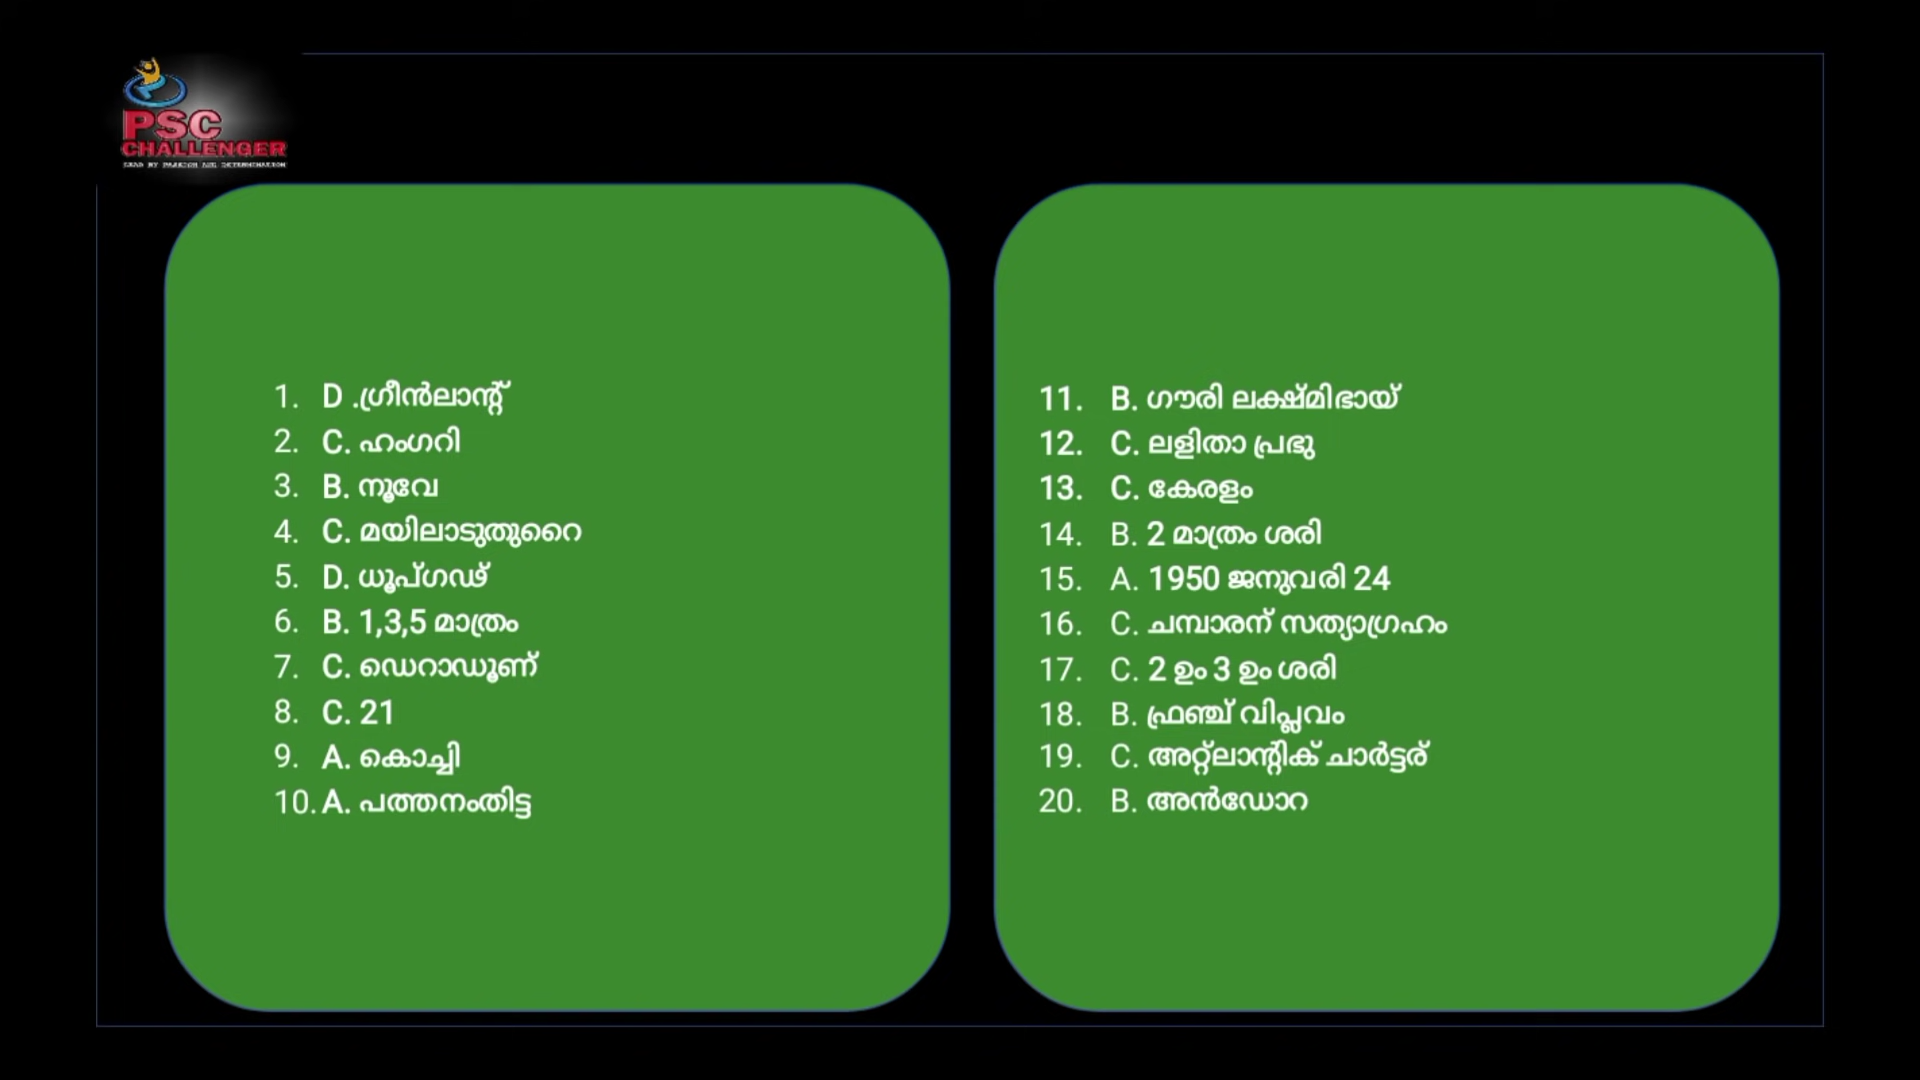 PSC
CHALLENGER
1. D .ഗ്രീൻലാന്റ്
2. C. ഹംഗറി
3. B. നൂവേ
4. C. മയിലാടുതുറൈ
5. D. ധൂപ്ഗഢ്
6. B. 1,3,5 മാത്രം
7. C. ഡെറാഡൂണ്
8. C. 21
9. A. കൊച്ചി
10. A. പത്തനംതിട്ട
11. B. ഗൗരി ലക്ഷ്മിഭായ്
12. C. ലളിതാ പ്രഭു
13. C. കേരളം
14. B. 2 മാത്രം ശരി
15. A. 1950 ജനുവരി 24
16. C. ചമ്പാരന് സത്യാഗ്രഹം
17. C. 2 ഉം 3 ഉം ശരി
18. B. ഫ്രഞ്ച് വിപ്ലവം
19. C. അറ്റ്ലാന്റിക് ചാർട്ടര്
20. B. അൻഡോറ